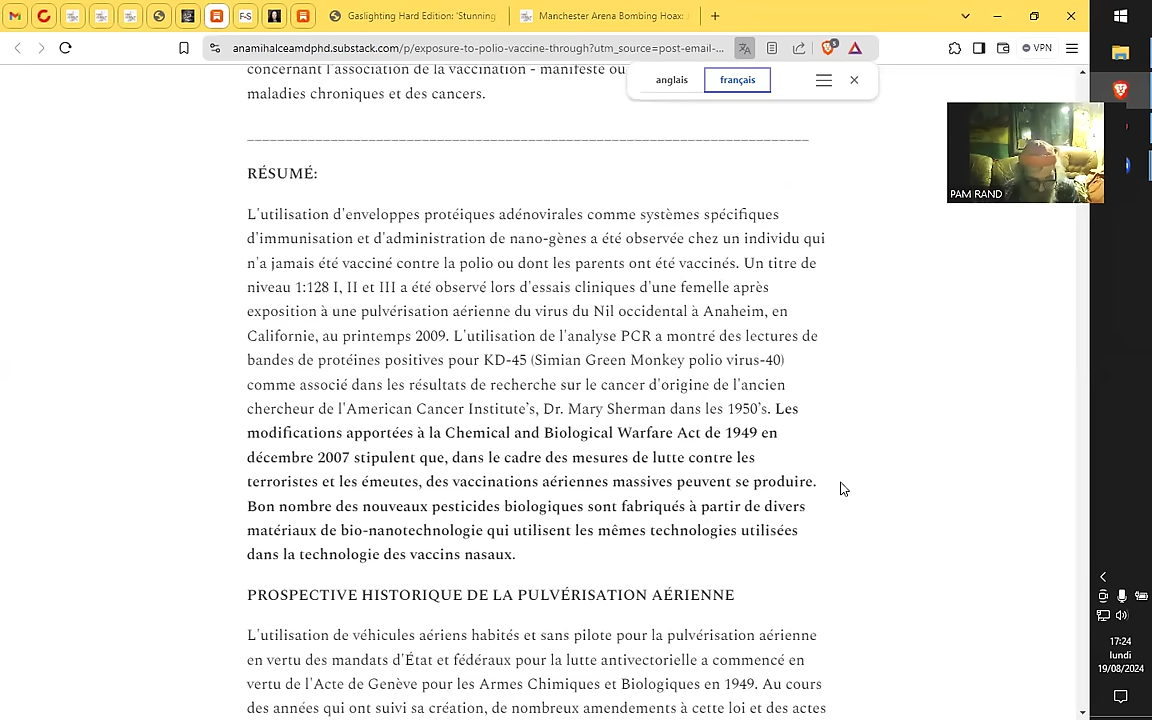 Gaslighting Hard Edition: 'Stunning
Manchester Arena Bombing Hoax:
anamihalceamdphd.substack.com/p/exposure-to-polio-vaccine-through?utm_source=post-email-...
VPN
anglais
français
concernant l'association de la vaccination - manifeste ou
maladies chroniques et des cancers.
RÉSUMÉ:
L'utilisation d'enveloppes protéiques adénovirales comme systèmes spécifiques
d'immunisation et d'administration de nano-gènes a été observée chez un individu qui
n'a jamais été vacciné contre la polio ou dont les parents ont été vaccinés. Un titre de
niveau 1:128 I, II et III a été observé lors d'essais cliniques d'une femelle après
exposition à une pulvérisation aérienne du virus du Nil occidental à Anaheim, en
Californie, au printemps 2009. L'utilisation de l'analyse PCR a montré des lectures de
bandes de protéines positives pour KD-45 (Simian Green Monkey polio virus-40)
comme associé dans les résultats de recherche sur le cancer d'origine de l'ancien
chercheur de l'American Cancer Institute's, Dr. Mary Sherman dans les 1950's. Les
modifications apportées à la Chemical and Biological Warfare Act de 1949 en
décembre 2007 stipulent que, dans le cadre des mesures de lutte contre les
terroristes et les émeutes, des vaccinations aériennes massives peuvent se produire.
Bon nombre des nouveaux pesticides biologiques sont fabriqués à partir de divers
matériaux de bio-nanotechnologie qui utilisent les mêmes technologies utilisées
dans la technologie des vaccins nasaux.
PROSPECTIVE HISTORIQUE DE LA PULVÉRISATION AÉRIENNE
L'utilisation de véhicules aériens habités et sans pilote pour la pulvérisation aérienne
en vertu des mandats d'État et fédéraux pour la lutte antivectorielle a commencé en
vertu de l'Acte de Genève pour les Armes Chimiques et Biologiques en 1949. Au cours
des années qui ont suivi sa création, de nombreux amendements à cette loi et des actes
PAM RAND
17:24
lundi
19/08/2024